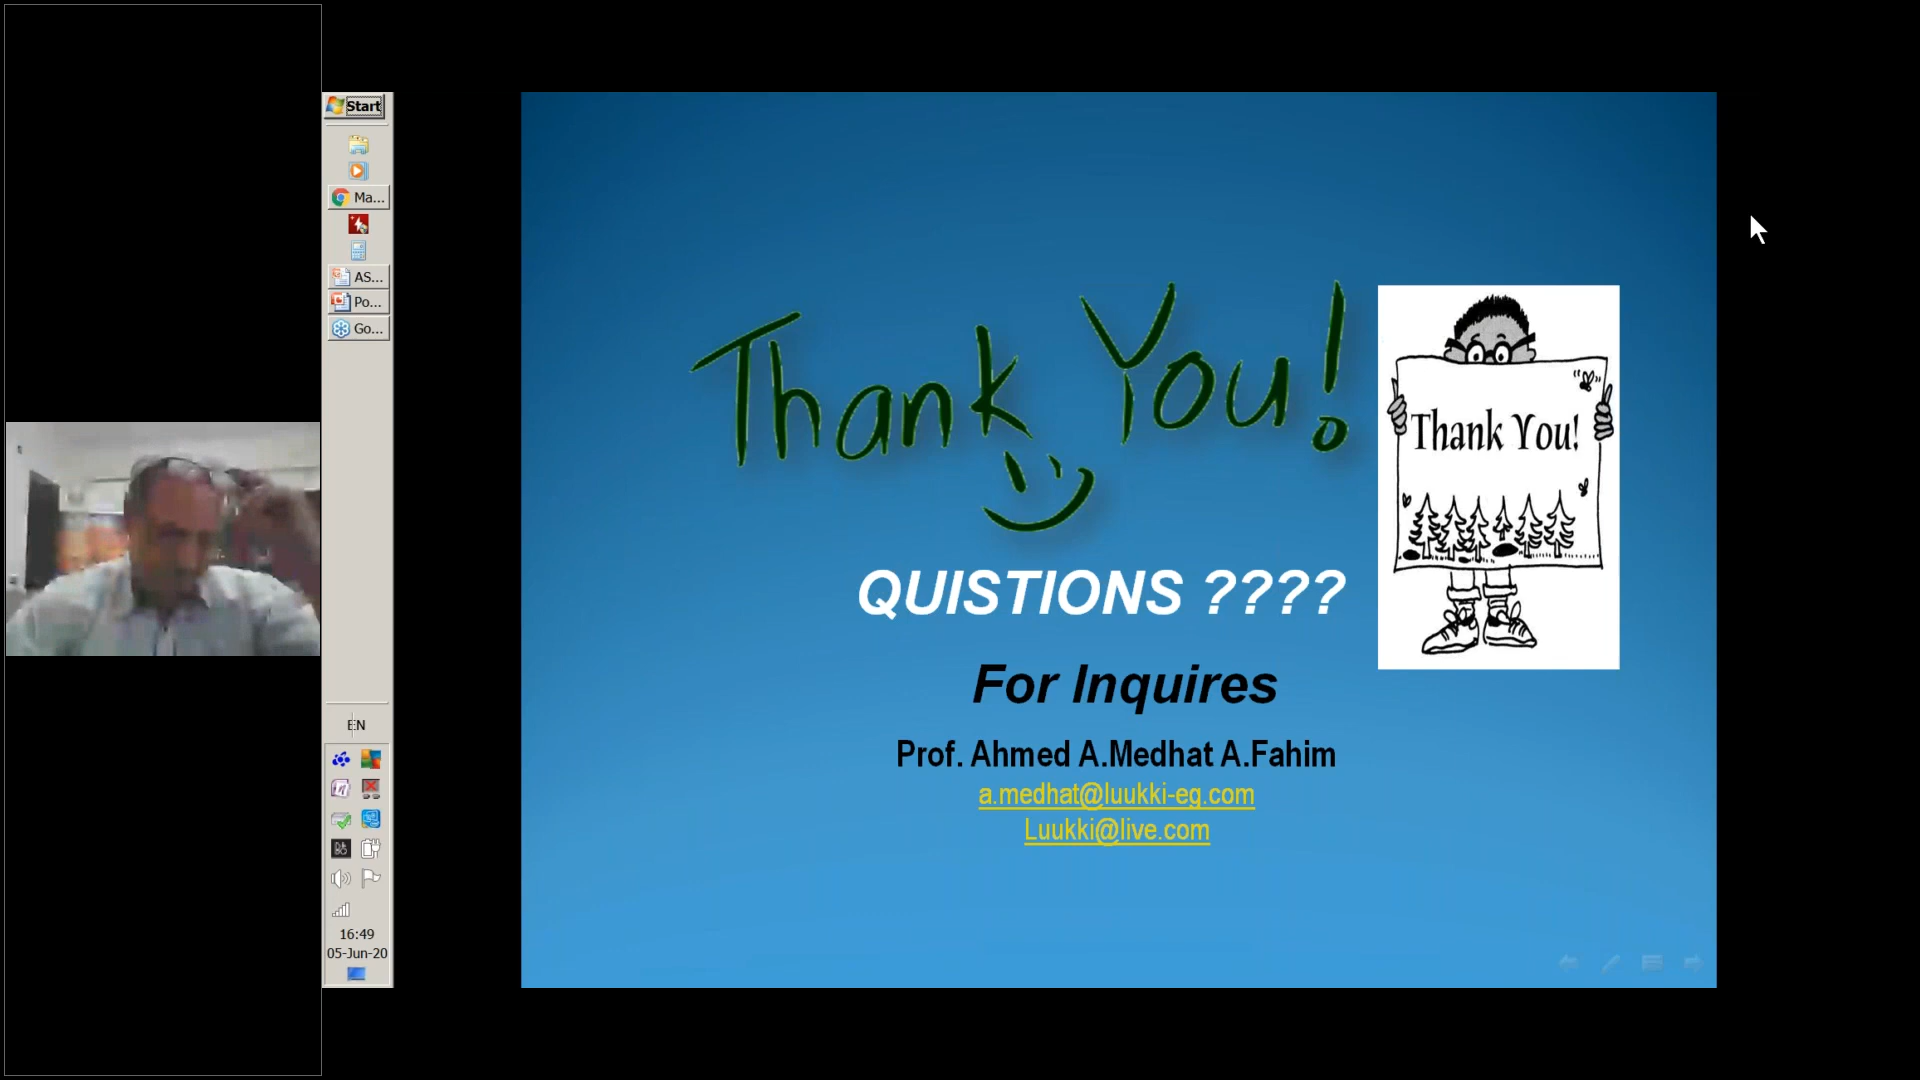 Start
Ma...
AS...
Po...
Go...
EN
16:49
05-Jun-20
Thank You!
Thank You!
QUISTIONS ????
For Inquires
Prof. Ahmed A.Medhat A.Fahim
a.medhat@luukki-eg.com
Luukki@live.com